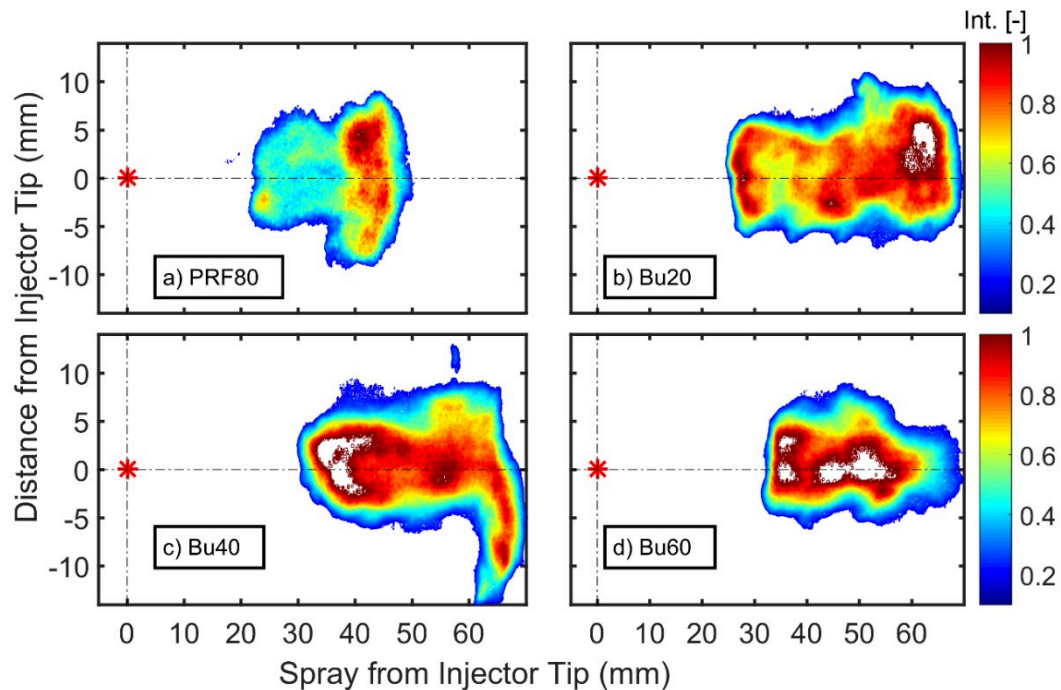 Int. [-]
Distance from Injector Tip (mm)
10
5
0
-5
-10
a) PRF80
b) Bu20
1
0.8
0.6
0.4
0.2
10
5
0
-5
-10
c) Bu40
d) Bu60
1
0.8
0.6
0.4
0.2
0 10 20 30 40 50 60
0 10 20 30 40 50 60
Spray from Injector Tip (mm)